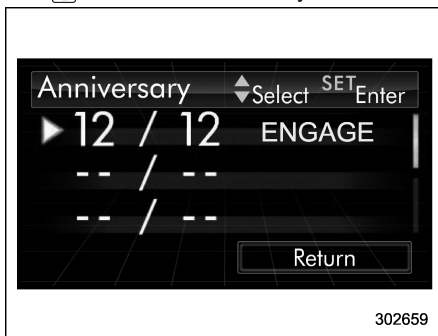 Anniversary Select SET Enter
12 / 12 ENGAGE
-- / --
-- / --
Return
302659